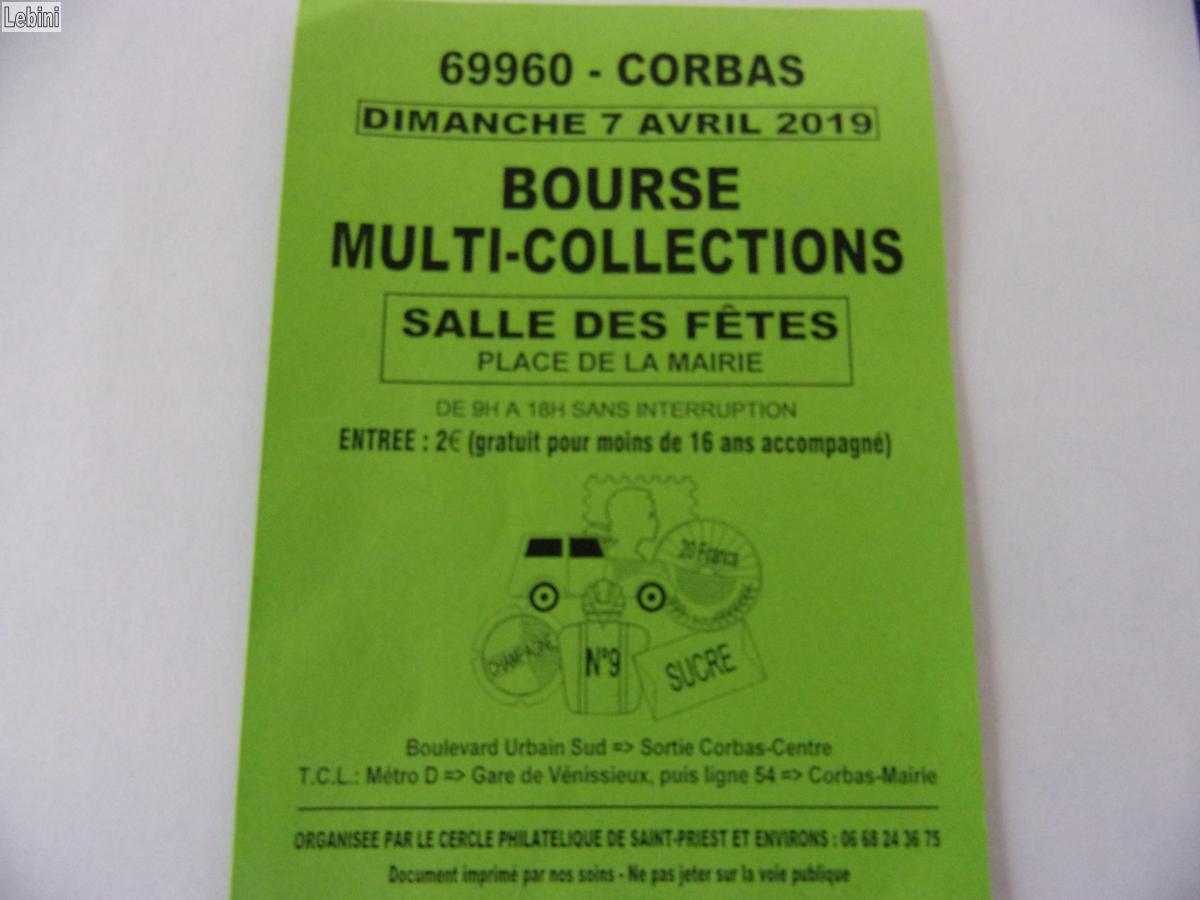 Lebini
69960 - CORBAS
DIMANCHE 7 AVRIL 2019
BOURSE
MULTI-COLLECTIONS
SALLE DES FÊTES
PLACE DE LA MAIRIE
DE 9H A 18H SANS INTERRUPTION
ENTREE : 2€ (gratuit pour moins de 16 ans accompagné)
20 Francs
CHAMPAGNE
N°9
SUCRE
Boulevard Urbain Sud => Sortie Corbas-Centre
T.C.L.: Métro D => Gare de Vénissieux, puis ligne 54 => Corbas-Mairie
ORGANISEE PAR LE CERCLE PHILATELIQUE DE SAINT-PRIEST ET ENVIRONS : 06 68 24 36 75
Document imprimé par nos soins - Ne pas jeter sur la voie publique